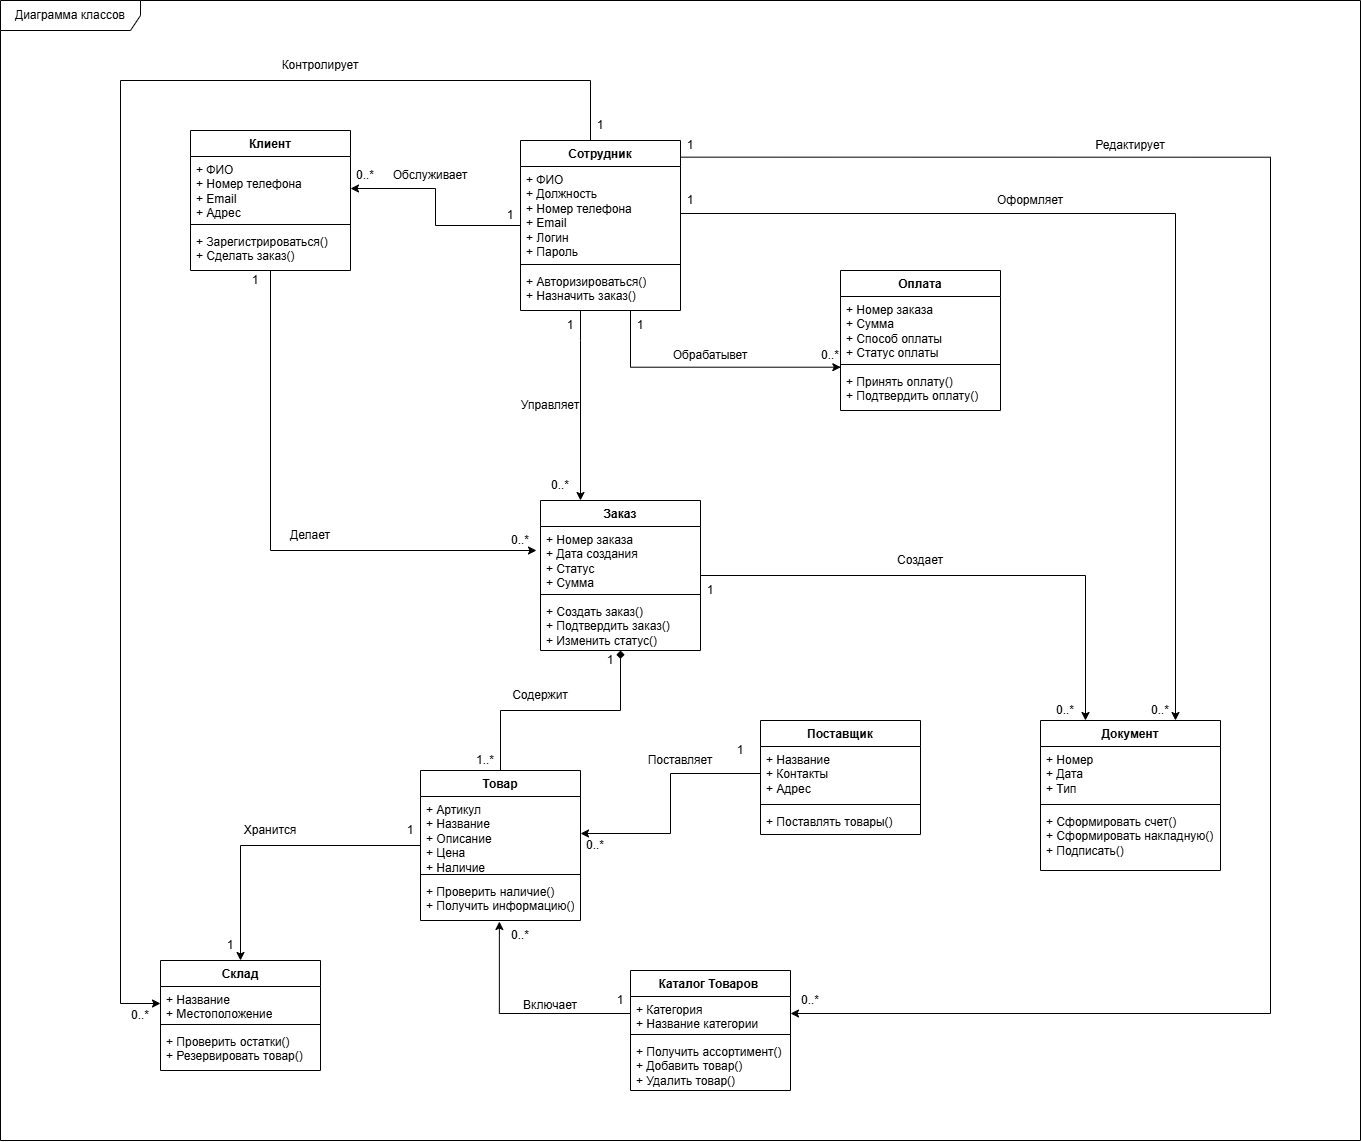 Диаграмма классов
Контролирует
1
Клиент
+ ФИО
+ Номер телефона
+ Email
+ Адрес
+ Зарегистрироваться()
+ Сделать заказ()
1
0..*
Обслуживает
1
Сотрудник
+ ФИО
+ Должность
+ Номер телефона
+ Email
+ Логин
+ Пароль
+ Авторизироваться()
+ Назначить заказ()
1
Редактирует
1
Оформляет
1
1
Обрабатывет
0..*
Оплата
+ Номер заказа
+ Сумма
+ Способ оплаты
+ Статус оплаты
+ Принять оплату()
+ Подтвердить оплату()
Управляет
0..*
Делает
0..*
Заказ
+ Номер заказа
+ Дата создания
+ Статус
+ Сумма
+ Создать заказ()
+ Подтвердить заказ()
+ Изменить статус()
1
Создает
1
Содержит
1..*
0..*
0..*
Документ
+ Номер
+ Дата
+ Тип
+ Сформировать счет()
+ Сформировать накладную()
+ Подписать()
Поставщик
+ Название
+ Контакты
+ Адрес
+ Поставлять товары()
1
Поставляет
0..*
Товар
+ Артикул
+ Название
+ Описание
+ Цена
+ Наличие
+ Проверить наличие()
+ Получить информацию()
1
Хранится
1
0..*
Склад
+ Название
+ Местоположение
+ Проверить остатки()
+ Резервировать товар()
0..*
Включает
1
Каталог Товаров
+ Категория
+ Название категории
+ Получить ассортимент()
+ Добавить товар()
+ Удалить товар()
0..*